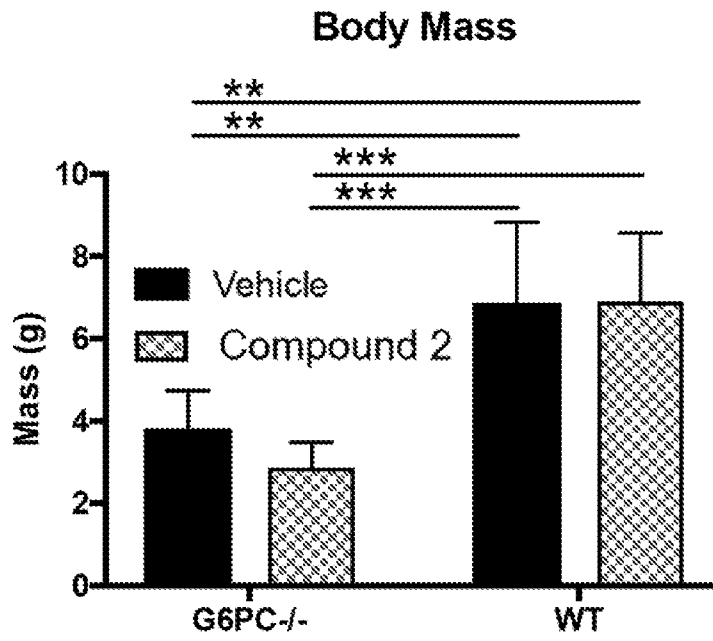 Body Mass
**
**
***
***
10
8
6
4
2
0
Mass (g)
Vehicle
Compound 2
G6PC-/-
WT